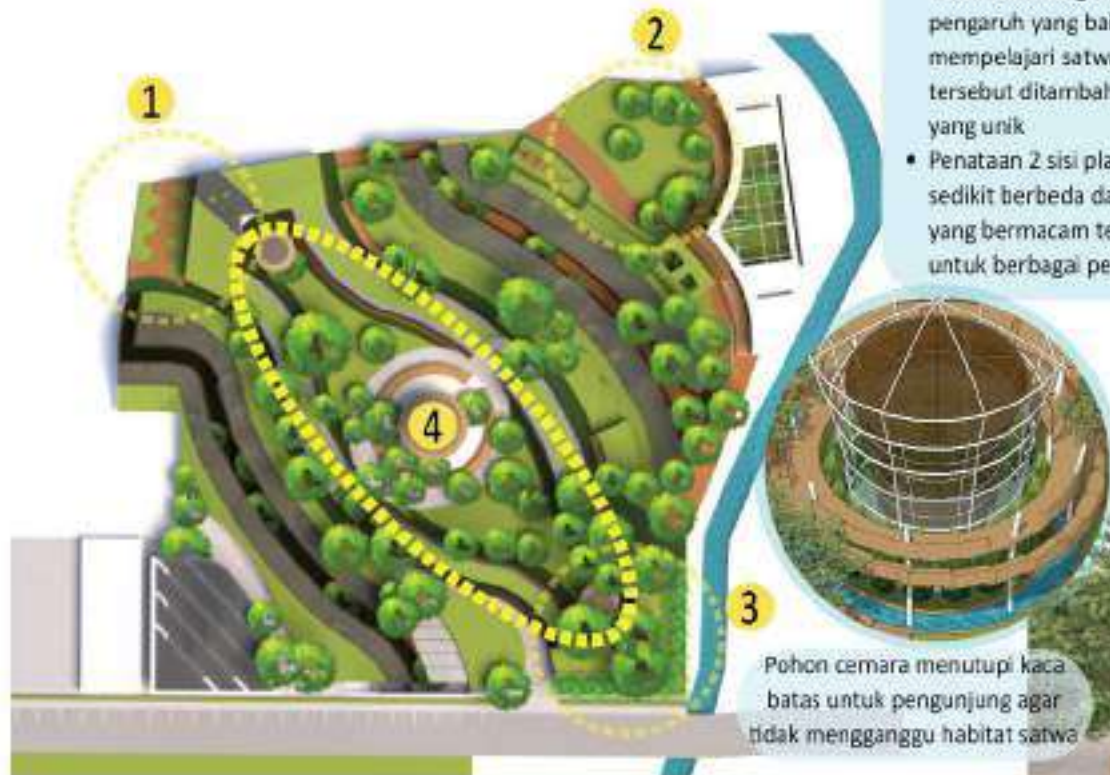 1
2
pengaruh yang ba
mempelajari satw
tersebut ditambah
yang unik
• Penataan 2 sisi pla
sedikit berbeda da
yang bermacam te
untuk berbagai pe
4
3
Pohon cemara menutupi kaca
batas untuk pengunjung agar
tidak mengganggu habitat satwa